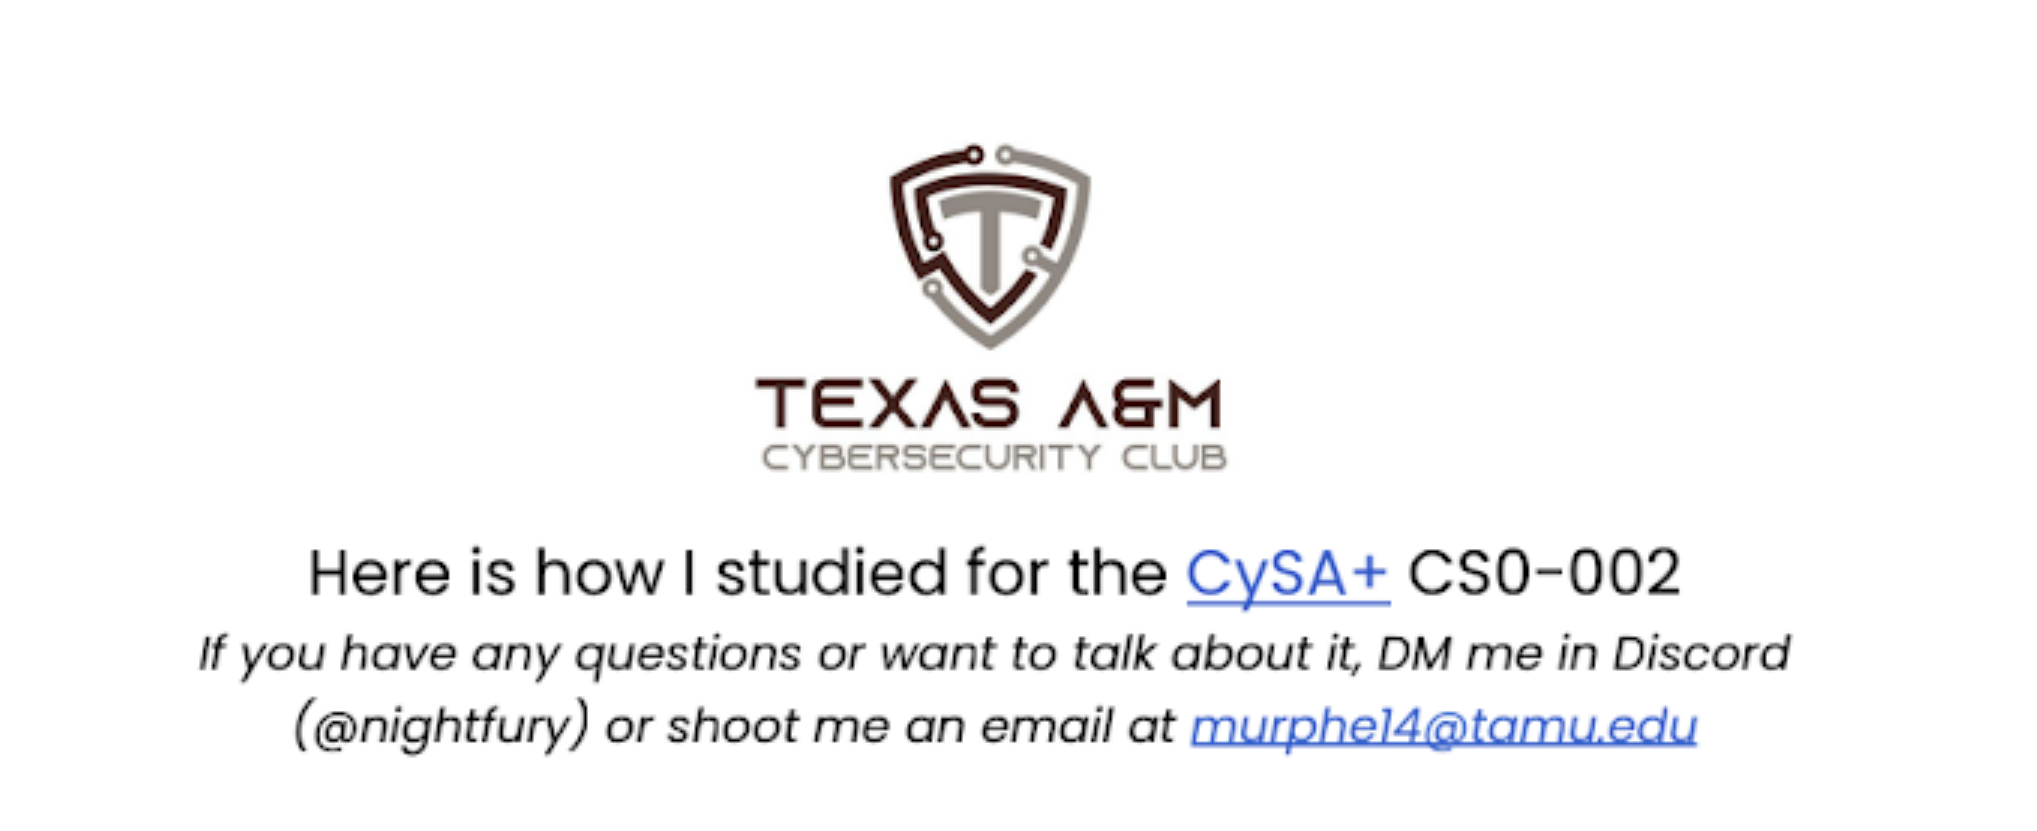 TEXAS A&M
CYBERSECURITY CLUB
Here is how I studied for the CySA+ CS0-002
If you have any questions or want to talk about it, DM me in Discord
(@nightfury) or shoot me an email at murphe14@tamu.edu